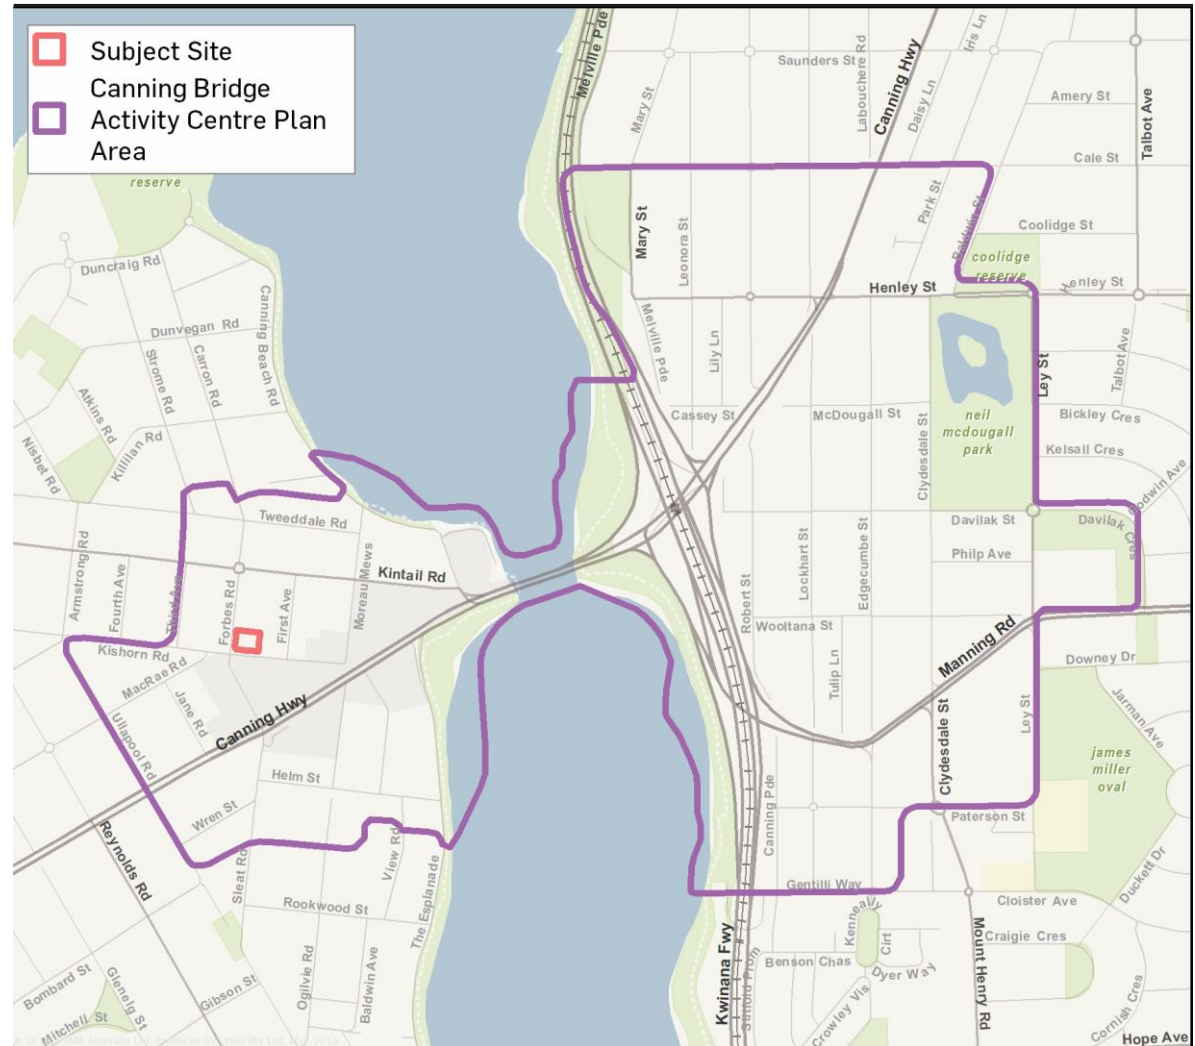 Subject Site
Canning Bridge
Activity Centre Plan
Area
reserve
Melville Pde
Mary St
Saunders St
Labouchere Rd
Canning Hwy
Daisy Ln
Iris Ln
Amery St
Talbot Ave
Cale St
Park St
Baldwin St
Coolidge St
coolidge
reserve
Mary St
Leonora St
Henley St
Henley St
Duncraig Rd
Canning Beach Rd
Dunvegan Rd
Strome Rd
Carron Rd
Atkins Rd
Killilan Rd
Nisbet Rd
Melville Pde
Lily Ln
Ley St
Talbot Ave
Cassey St
McDougall St
Clydesdale St
neil
mcdougall
park
Bickley Cres
Kelsall Cres
Godwin Ave
Davilak St
Davilak Cres
Philp Ave
Tweeddale Rd
Armstrong Rd
Fourth Ave
Third Ave
Forbes Rd
First Ave
Moreau Mews
Kintail Rd
Robert St
Lockhart St
Edgecumbe St
Wooltana St
Tulip Ln
Manning Rd
Downey Dr
Jarman Ave
Kishorn Rd
MacRae Rd
Jane Rd
Ullapool Rd
Canning Hwy
Helm St
Wren St
Reynolds Rd
Sleat Rd
View Rd
The Esplanade
Rookwood St
Ogilvie Rd
Baldwin Ave
Bombard St
Glenelg St
Gibson St
Mitchell St
Canning Pde
Clydesdale St
Ley St
james
miller
oval
Paterson St
Gentilli Way
Cloister Ave
Duckett Dr
Kenneally
Cirt
Craigie Cres
Benson Chas
Dyer Way
Crowley Vis
Mount Henry Rd
Kwinana Fwy
Cornish Cres
Hope Ave